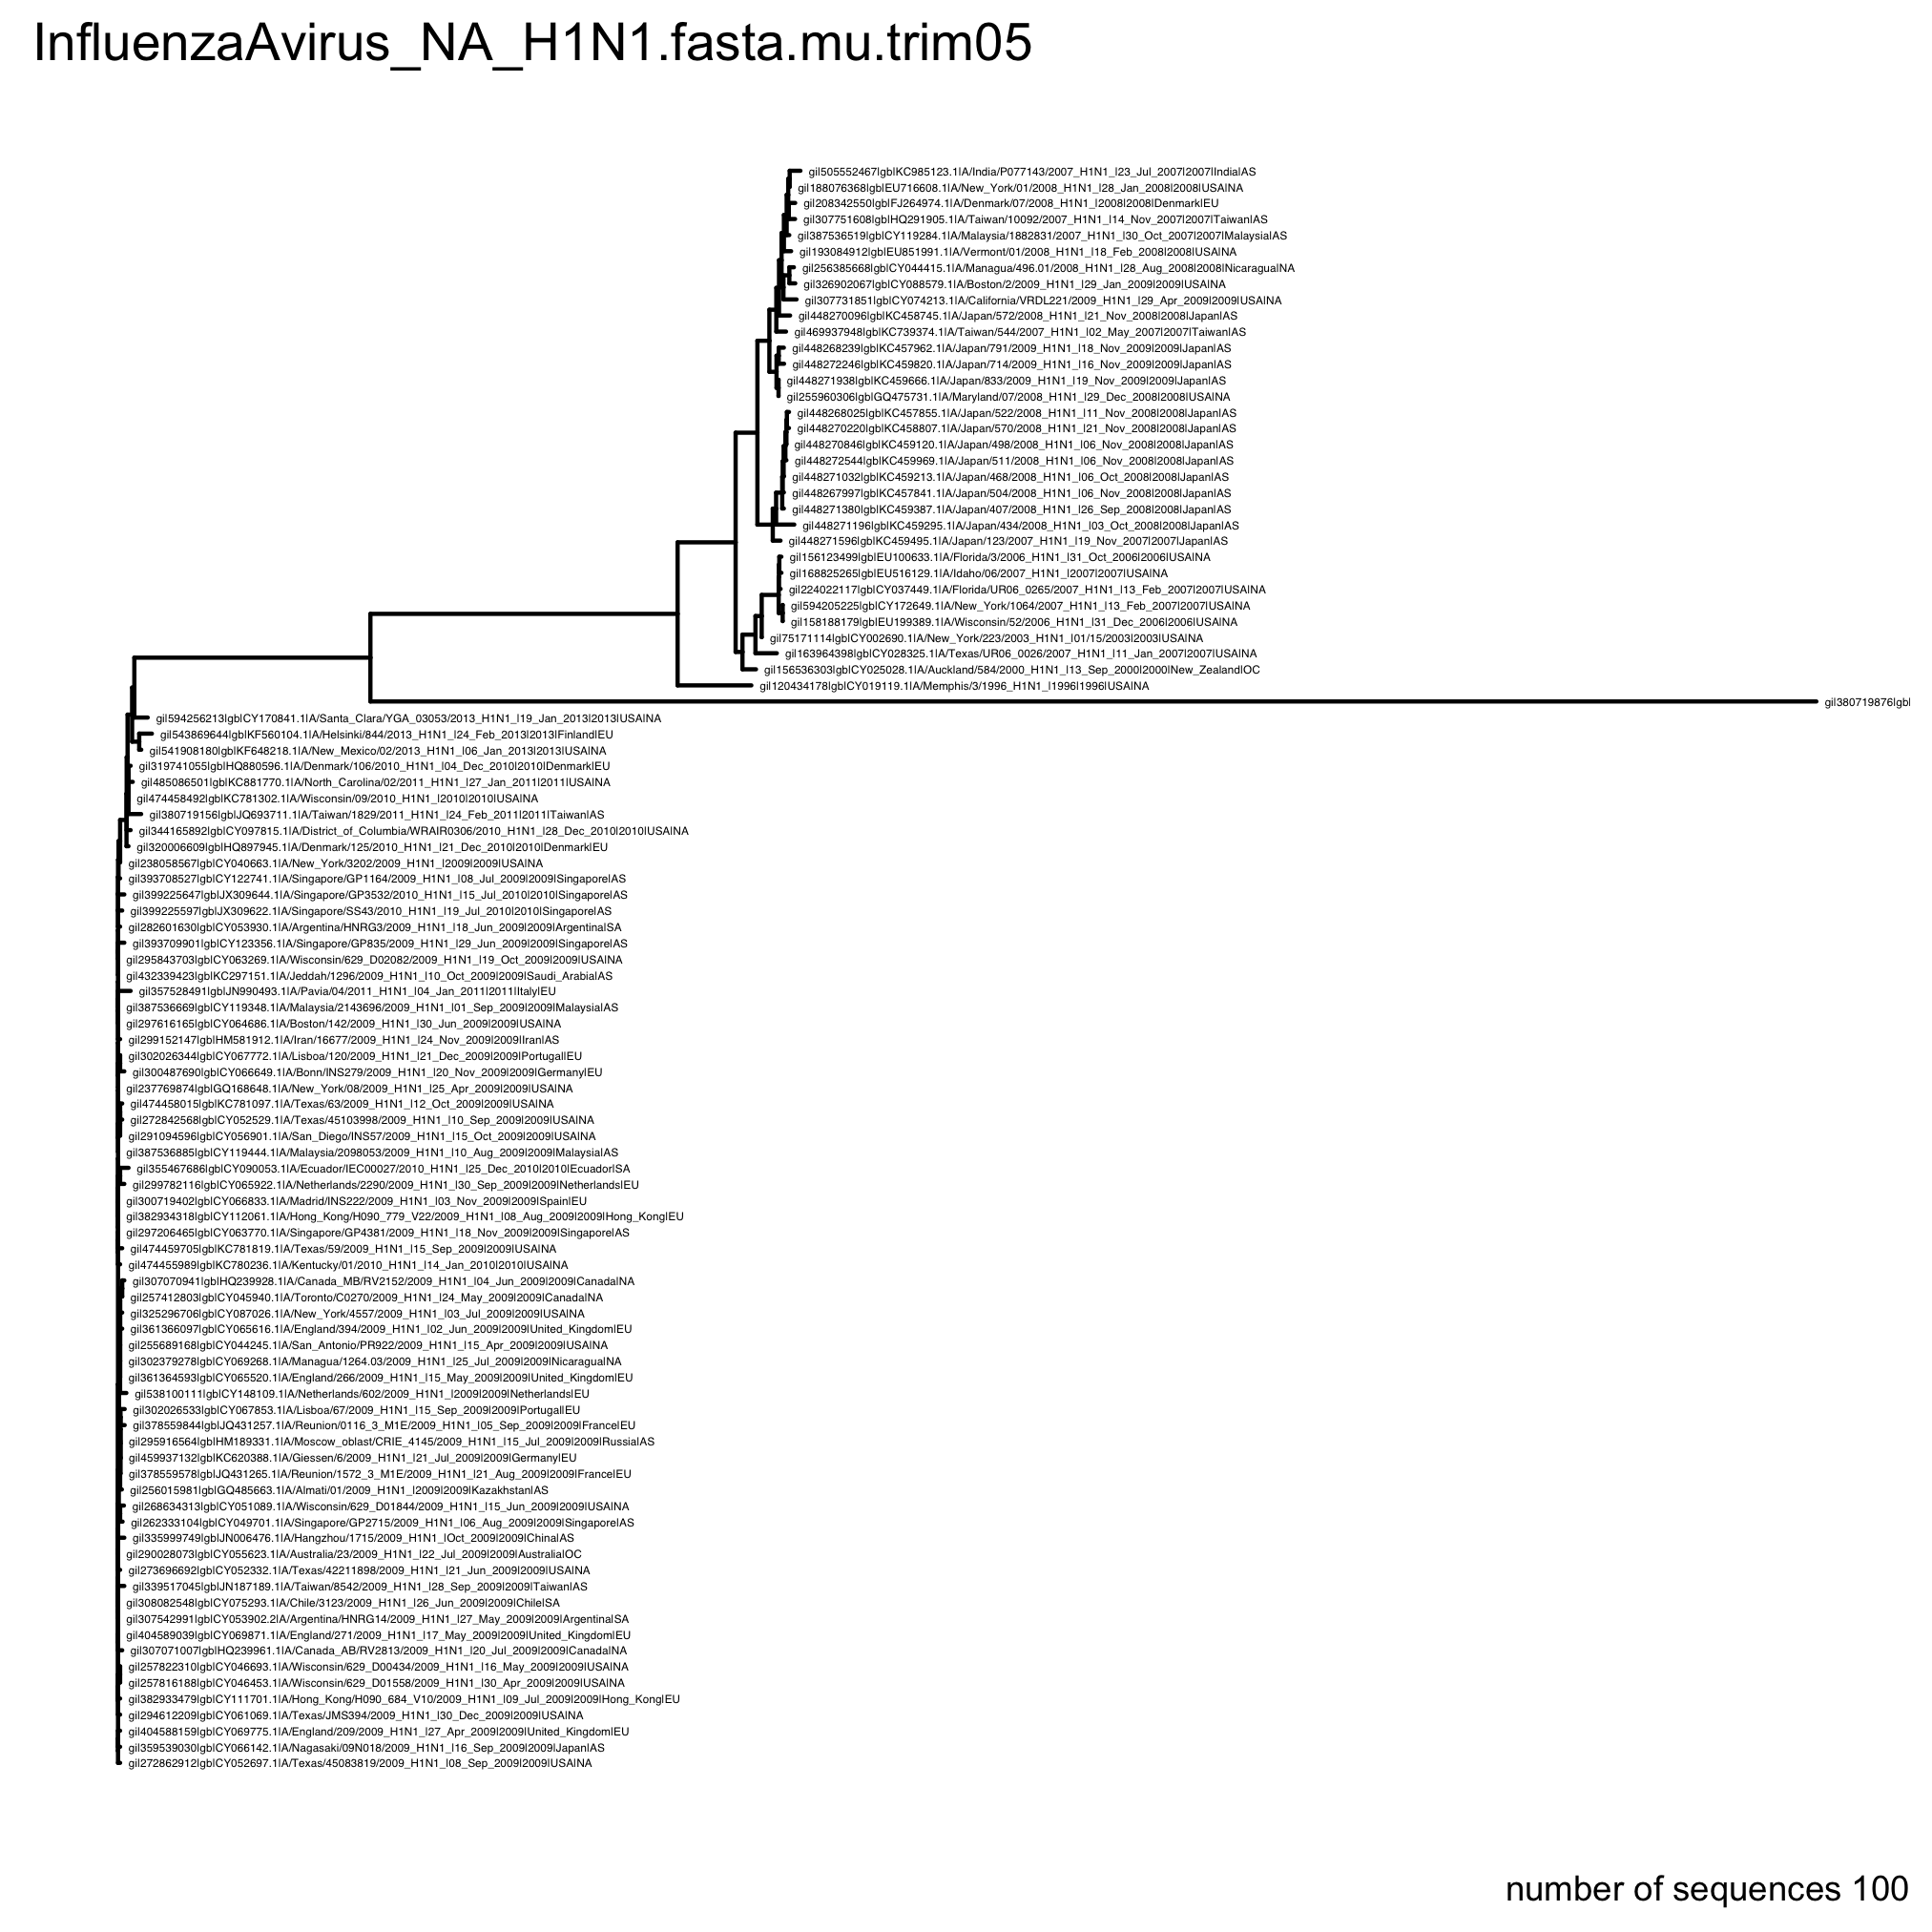 InfluenzaAvirus_NA_H1N1.fasta.mu.trim05
gi|505552467|gb|KC985123.1|A/India/P077143/2007_H1N1_|23_Jul_2007|2007|India|AS
gi|188076368|gb|EU716608.1|A/New_York/01/2008_H1N1_|28_Jan_2008|2008|USA|NA
gi|208342550|gb|FJ264974.1|A/Denmark/07/2008_H1N1_|2008|2008|Denmark|EU
gi|307751608|gb|HQ291905.1|A/Taiwan/10092/2007_H1N1_|14_Nov_2007|2007|Taiwan|AS
gi|387536519|gb|CY119284.1|A/Malaysia/1882831/2007_H1N1_|30_Oct_2007|2007|Malaysia|AS
gi|193084912|gb|EU851991.1|A/Vermont/01/2008_H1N1_|18_Feb_2008|2008|USA|NA
gi|256385668|gb|CY044415.1|A/Managua/496.01/2008_H1N1_|28_Aug_2008|2008|Nicaragua|NA
gi|326902067|gb|CY088579.1|A/Boston/2/2009_H1N1_|29_Jan_2009|2009|USA|NA
gi|307731851|gb|CY074213.1|A/California/VRDL221/2009_H1N1_|29_Apr_2009|2009|USA|NA
gi|448270096|gb|KC458745.1|A/Japan/572/2008_H1N1_|21_Nov_2008|2008|Japan|AS
gi|469937948|gb|KC739374.1|A/Taiwan/544/2007_H1N1_|02_May_2007|2007|Taiwan|AS
gi|448268239|gb|KC457962.1|A/Japan/791/2009_H1N1_|18_Nov_2009|2009|Japan|AS
gi|448272246|gb|KC459820.1|A/Japan/714/2009_H1N1_|16_Nov_2009|2009|Japan|AS
gi|448271938|gb|KC459666.1|A/Japan/833/2009_H1N1_|19_Nov_2009|2009|Japan|AS
gi|255960306|gb|GQ475731.1|A/Maryland/07/2008_H1N1_|29_Dec_2008|2008|USA|NA
gi|448268025|gb|KC457855.1|A/Japan/522/2008_H1N1_|11_Nov_2008|2008|Japan|AS
gi|448270220|gb|KC458807.1|A/Japan/570/2008_H1N1_|21_Nov_2008|2008|Japan|AS
gi|448270846|gb|KC459120.1|A/Japan/498/2008_H1N1_|06_Nov_2008|2008|Japan|AS
gi|448272544|gb|KC459969.1|A/Japan/511/2008_H1N1_|06_Nov_2008|2008|Japan|AS
gi|448271032|gb|KC459213.1|A/Japan/468/2008_H1N1_|06_Oct_2008|2008|Japan|AS
gi|448267997|gb|KC457841.1|A/Japan/504/2008_H1N1_|06_Nov_2008|2008|Japan|AS
gi|448271380|gb|KC459387.1|A/Japan/407/2008_H1N1_|26_Sep_2008|2008|Japan|AS
gi|448271196|gb|KC459295.1|A/Japan/434/2008_H1N1_|03_Oct_2008|2008|Japan|AS
gi|448271596|gb|KC459495.1|A/Japan/123/2007_H1N1_|19_Nov_2007|2007|Japan|AS
gi|156123499|gb|EU100633.1|A/Florida/3/2006_H1N1_|31_Oct_2006|2006|USA|NA
gi|168825265|gb|EU516129.1|A/Idaho/06/2007_H1N1_|2007|2007|USA|NA
gi|224022117|gb|CY037449.1|A/Florida/UR06_0265/2007_H1N1_|13_Feb_2007|2007|USA|NA
gi|594205225|gb|CY172649.1|A/New_York/1064/2007_H1N1_|13_Feb_2007|2007|USA|NA
gi|158188179|gb|EU199389.1|A/Wisconsin/52/2006_H1N1_|31_Dec_2006|2006|USA|NA
gi|75171114|gb|CY002690.1|A/New_York/223/2003_H1N1_|01/15/2003|2003|USA|NA
gi|163964398|gb|CY028325.1|A/Texas/UR06_0026/2007_H1N1_|11_Jan_2007|2007|USA|NA
gi|156536303|gb|CY025028.1|A/Auckland/584/2000_H1N1_|13_Sep_2000|2000|New_Zealand|OC
gi|120434178|gb|CY019119.1|A/Memphis/3/1996_H1N1_|1996|1996|USA|NA
gi|380719876|gb|
gi|594256213|gb|CY170841.1|A/Santa_Clara/YGA_03053/2013_H1N1_|19_Jan_2013|2013|USA|NA
gi|543869644|gb|KF560104.1|A/Helsinki/844/2013_H1N1_|24_Feb_2013|2013|Finland|EU
gi|541908180|gb|KF648218.1|A/New_Mexico/02/2013_H1N1_|06_Jan_2013|2013|USA|NA
gi|319741055|gb|HQ880596.1|A/Denmark/106/2010_H1N1_|04_Dec_2010|2010|Denmark|EU
gi|485086501|gb|KC881770.1|A/North_Carolina/02/2011_H1N1_|27_Jan_2011|2011|USA|NA
gi|474458492|gb|KC781302.1|A/Wisconsin/09/2010_H1N1_|2010|2010|USA|NA
gi|380719156|gb|JQ693711.1|A/Taiwan/1829/2011_H1N1_|24_Feb_2011|2011|Taiwan|AS
gi|344165892|gb|CY097815.1|A/District_of_Columbia/WRAIR0306/2010_H1N1_|28_Dec_2010|2010|USA|NA
gi|320006609|gb|HQ897945.1|A/Denmark/125/2010_H1N1_|21_Dec_2010|2010|Denmark|EU
gi|238058567|gb|CY040663.1|A/New_York/3202/2009_H1N1_|2009|2009|USA|NA
gi|393708527|gb|CY122741.1|A/Singapore/GP1164/2009_H1N1_|08_Jul_2009|2009|Singapore|AS
gi|399225647|gb|JX309644.1|A/Singapore/GP3532/2010_H1N1_|15_Jul_2010|2010|Singapore|AS
gi|399225597|gb|JX309622.1|A/Singapore/SS43/2010_H1N1_|19_Jul_2010|2010|Singapore|AS
gi|282601630|gb|CY053930.1|A/Argentina/HNRG3/2009_H1N1_|18_Jun_2009|2009|Argentina|SA
gi|393709901|gb|CY123356.1|A/Singapore/GP835/2009_H1N1_|29_Jun_2009|2009|Singapore|AS
gi|295843703|gb|CY063269.1|A/Wisconsin/629_D02082/2009_H1N1_|19_Oct_2009|2009|USA|NA
gi|432339423|gb|KC297151.1|A/Jeddah/1296/2009_H1N1_|10_Oct_2009|2009|Saudi_Arabia|AS
gi|357528491|gb|JN990493.1|A/Pavia/04/2011_H1N1_|04_Jan_2011|2011|Italy|EU
gi|387536669|gb|CY119348.1|A/Malaysia/2143696/2009_H1N1_|01_Sep_2009|2009|Malaysia|AS
gi|297616165|gb|CY064686.1|A/Boston/142/2009_H1N1_|30_Jun_2009|2009|USA|NA
gi|299152147|gb|HM581912.1|A/Iran/16677/2009_H1N1_|24_Nov_2009|2009|Iran|AS
gi|302026344|gb|CY067772.1|A/Lisboa/120/2009_H1N1_|21_Dec_2009|2009|Portugal|EU
gi|300487690|gb|CY066649.1|A/Bonn/INS279/2009_H1N1_|20_Nov_2009|2009|Germany|EU
gi|237769874|gb|GQ168648.1|A/New_York/08/2009_H1N1_|25_Apr_2009|2009|USA|NA
gi|474458015|gb|KC781097.1|A/Texas/63/2009_H1N1_|12_Oct_2009|2009|USA|NA
gi|272842568|gb|CY052529.1|A/Texas/45103998/2009_H1N1_|10_Sep_2009|2009|USA|NA
gi|291094596|gb|CY056901.1|A/San_Diego/INS57/2009_H1N1_|15_Oct_2009|2009|USA|NA
gi|387536885|gb|CY119444.1|A/Malaysia/2098053/2009_H1N1_|10_Aug_2009|2009|Malaysia|AS
gi|355467686|gb|CY090053.1|A/Ecuador/IEC00027/2010_H1N1_|25_Dec_2010|2010|Ecuador|SA
gi|299782116|gb|CY065922.1|A/Netherlands/2290/2009_H1N1_|30_Sep_2009|2009|Netherlands|EU
gi|300719402|gb|CY066833.1|A/Madrid/INS222/2009_H1N1_|03_Nov_2009|2009|Spain|EU
gi|382934318|gb|CY112061.1|A/Hong_Kong/H090_779_V22/2009_H1N1_|08_Aug_2009|2009|Hong_Kong|EU
gi|297206465|gb|CY063770.1|A/Singapore/GP4381/2009_H1N1_|18_Nov_2009|2009|Singapore|AS
gi|474459705|gb|KC781819.1|A/Texas/59/2009_H1N1_|15_Sep_2009|2009|USA|NA
gi|474455989|gb|KC780236.1|A/Kentucky/01/2010_H1N1_|14_Jan_2010|2010|USA|NA
gi|307070941|gb|HQ239928.1|A/Canada_MB/RV2152/2009_H1N1_|04_Jun_2009|2009|Canada|NA
gi|257412803|gb|CY045940.1|A/Toronto/C0270/2009_H1N1_|24_May_2009|2009|Canada|NA
gi|325296706|gb|CY087026.1|A/New_York/4557/2009_H1N1_|03_Jul_2009|2009|USA|NA
gi|361366097|gb|CY065616.1|A/England/394/2009_H1N1_|02_Jun_2009|2009|United_Kingdom|EU
gi|255689168|gb|CY044245.1|A/San_Antonio/PR922/2009_H1N1_|15_Apr_2009|2009|USA|NA
gi|302379278|gb|CY069268.1|A/Managua/1264.03/2009_H1N1_|25_Jul_2009|2009|Nicaragua|NA
gi|361364593|gb|CY065520.1|A/England/266/2009_H1N1_|15_May_2009|2009|United_Kingdom|EU
gi|538100111|gb|CY148109.1|A/Netherlands/602/2009_H1N1_|2009|2009|Netherlands|EU
gi|302026533|gb|CY067853.1|A/Lisboa/67/2009_H1N1_|15_Sep_2009|2009|Portugal|EU
gi|378559844|gb|JQ431257.1|A/Reunion/0116_3_M1E/2009_H1N1_|05_Sep_2009|2009|France|EU
gi|295916564|gb|HM189331.1|A/Moscow_oblast/CRIE_4145/2009_H1N1_|15_Jul_2009|2009|Russia|AS
gi|459937132|gb|KC620388.1|A/Giessen/6/2009_H1N1_|21_Jul_2009|2009|Germany|EU
gi|378559578|gb|JQ431265.1|A/Reunion/1572_3_M1E/2009_H1N1_|21_Aug_2009|2009|France|EU
gi|256015981|gb|GQ485663.1|A/Almati/01/2009_H1N1_|2009|2009|Kazakhstan|AS
gi|268634313|gb|CY051089.1|A/Wisconsin/629_D01844/2009_H1N1_|15_Jun_2009|2009|USA|NA
gi|262333104|gb|CY049701.1|A/Singapore/GP2715/2009_H1N1_|06_Aug_2009|2009|Singapore|AS
gi|335999749|gb|JN006476.1|A/Hangzhou/1715/2009_H1N1_|Oct_2009|2009|China|AS
gi|290028073|gb|CY055623.1|A/Australia/23/2009_H1N1_|22_Jul_2009|2009|Australia|OC
gi|273696692|gb|CY052332.1|A/Texas/42211898/2009_H1N1_|21_Jun_2009|2009|USA|NA
gi|339517045|gb|JN187189.1|A/Taiwan/8542/2009_H1N1_|28_Sep_2009|2009|Taiwan|AS
gi|308082548|gb|CY075293.1|A/Chile/3123/2009_H1N1_|26_Jun_2009|2009|Chile|SA
gi|307542991|gb|CY053902.2|A/Argentina/HNRG14/2009_H1N1_|27_May_2009|2009|Argentina|SA
gi|404589039|gb|CY069871.1|A/England/271/2009_H1N1_|17_May_2009|2009|United_Kingdom|EU
gi|307071007|gb|HQ239961.1|A/Canada_AB/RV2813/2009_H1N1_|20_Jul_2009|2009|Canada|NA
gi|257822310|gb|CY046693.1|A/Wisconsin/629_D00434/2009_H1N1_|16_May_2009|2009|USA|NA
gi|257816188|gb|CY046453.1|A/Wisconsin/629_D01558/2009_H1N1_|30_Apr_2009|2009|USA|NA
gi|382933479|gb|CY111701.1|A/Hong_Kong/H090_684_V10/2009_H1N1_|09_Jul_2009|2009|Hong_Kong|EU
gi|294612209|gb|CY061069.1|A/Texas/JMS394/2009_H1N1_|30_Dec_2009|2009|USA|NA
gi|404588159|gb|CY069775.1|A/England/209/2009_H1N1_|27_Apr_2009|2009|United_Kingdom|EU
gi|359539030|gb|CY066142.1|A/Nagasaki/09N018/2009_H1N1_|16_Sep_2009|2009|Japan|AS
gi|272862912|gb|CY052697.1|A/Texas/45083819/2009_H1N1_|08_Sep_2009|2009|USA|NA
number of sequences 100